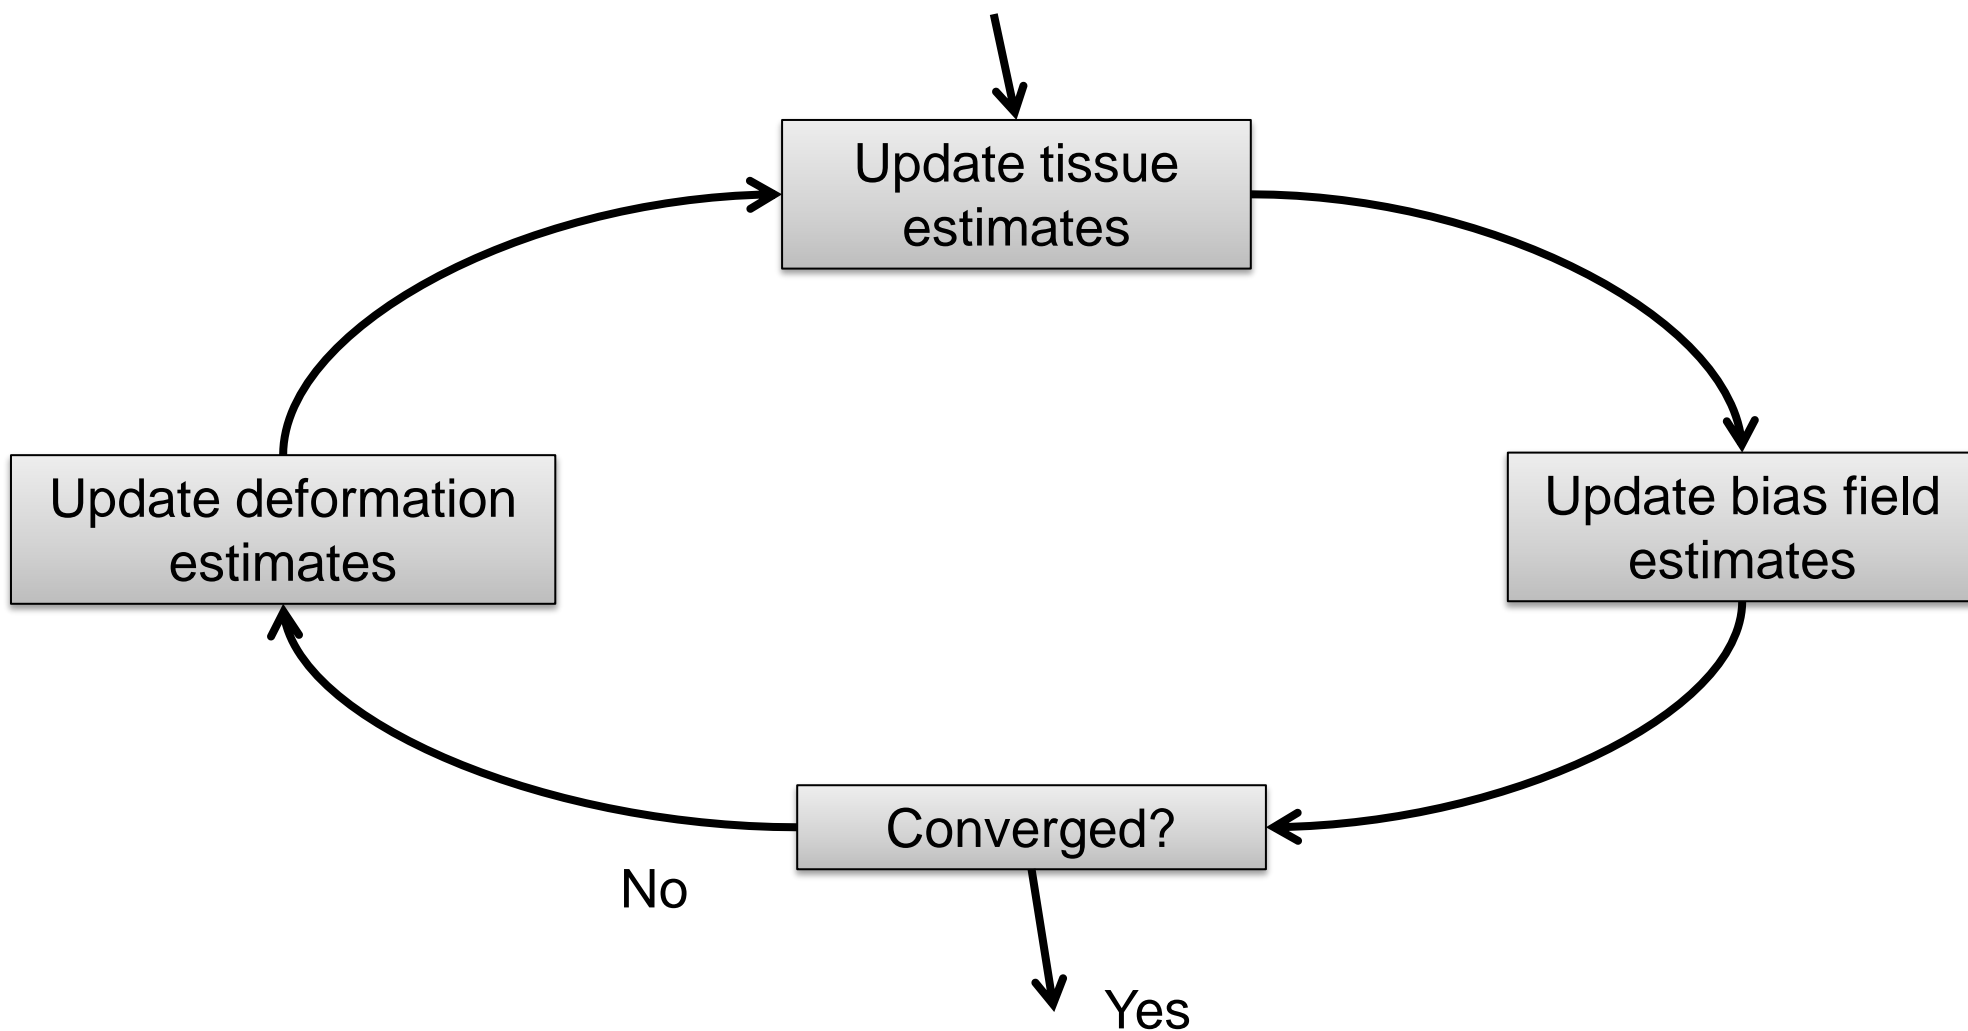 Update tissue
estimates
Update deformation
estimates
Update bias field
estimates
Converged?
No
Yes